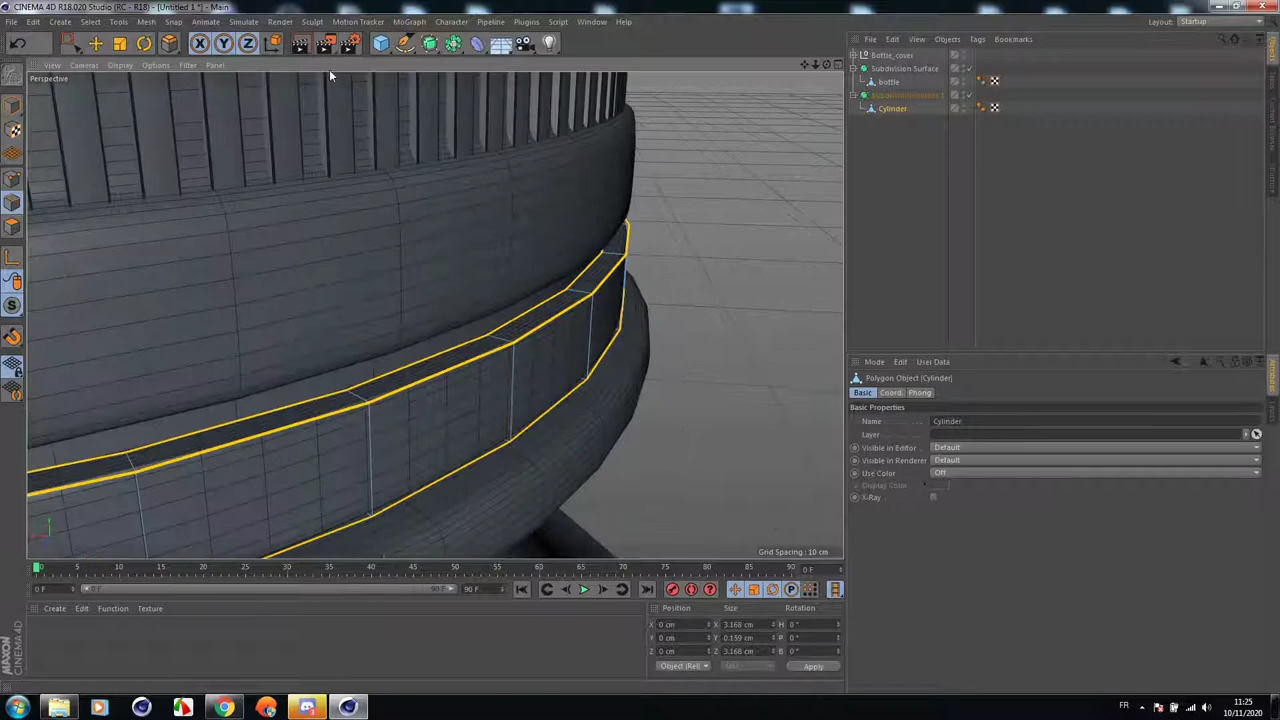 CINEMA 4D R18.020 Studio (RC - R18) - [Untitled 1 *] - Main
File Edit Create Select Tools Mesh Snap Animate Simulate Render Sculpt Motion Tracker MoGraph Character Pipeline Plugins Script Window Help
Layout: Startup
X Y Z
File Edit View Objects Tags Bookmarks
View Cameras Display Options Filter Panel
Perspective
Bottle_cover
Subdivision Surface
bottle
Cylinder
Mode Edit User Data
Polygon Object [Cylinder]
Basic Coord. Phong
Basic Properties
Name Cylinder
Layer
Visible in Editor Default
Visible in Renderer Default
Use Color Off
Display Color
X-Ray
Grid Spacing : 10 cm
0 5 10 15 20 25 30 35 40 45 50 55 60 65 70 75 80 85 90 0 F
0 F 0 F 90 F 90 F
Create Edit Function Texture
Position Size Rotation
X 0 cm X 3.168 cm H 0 °
Y 0 cm Y 0.159 cm P 0 °
Z 0 cm Z 3.168 cm B 0 °
Object (Rel) Apply
MAXON CINEMA 4D
Objects
Structure
Attributes
FR 11:25
10/11/2020